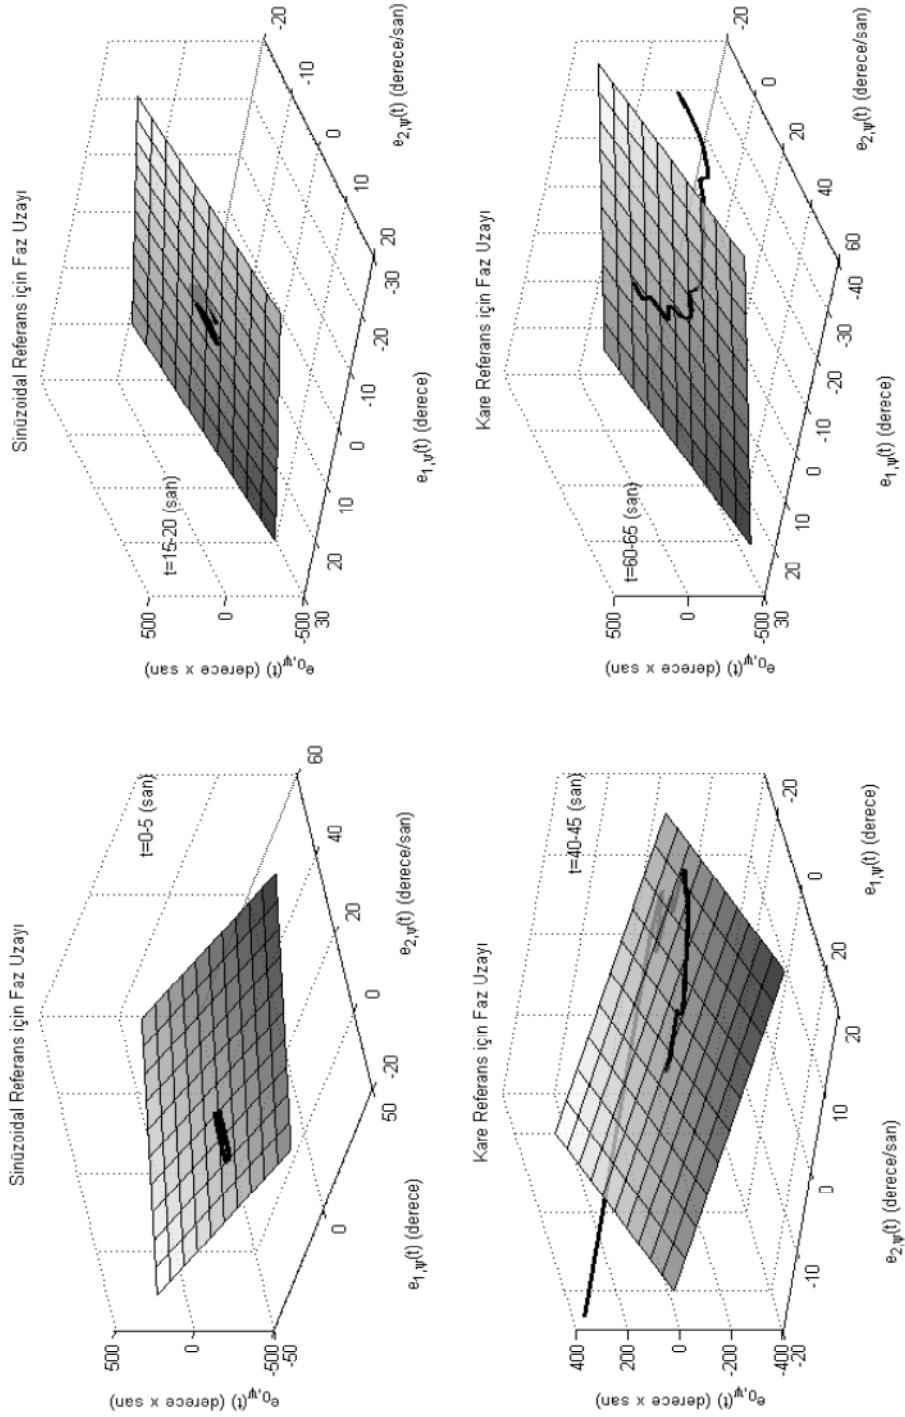 Sinüzoidal Referans için Faz Uzayı
t=0-5 (san)
500
0
-500
e0,ψ(t) (derece x san)
-50
0
50
e1,ψ(t) (derece)
-20
0
20
40
60
e2,ψ(t) (derece/san)
Sinüzoidal Referans için Faz Uzayı
t=15-20 (san)
500
0
-500
e0,ψ(t) (derece x san)
30
20
10
0
-10
-20
-30
e1,ψ(t) (derece)
20
10
0
-10
-20
e2,ψ(t) (derece/san)
Kare Referans için Faz Uzayı
t=40-45 (san)
400
200
0
-200
-400
e0,ψ(t) (derece x san)
-20
-10
0
10
20
e2,ψ(t) (derece/san)
20
0
-20
e1,ψ(t) (derece)
Kare Referans için Faz Uzayı
t=60-65 (san)
500
0
-500
e0,ψ(t) (derece x san)
20
10
0
-10
-20
-30
-40
e1,ψ(t) (derece)
60
40
20
0
-20
e2,ψ(t) (derece/san)